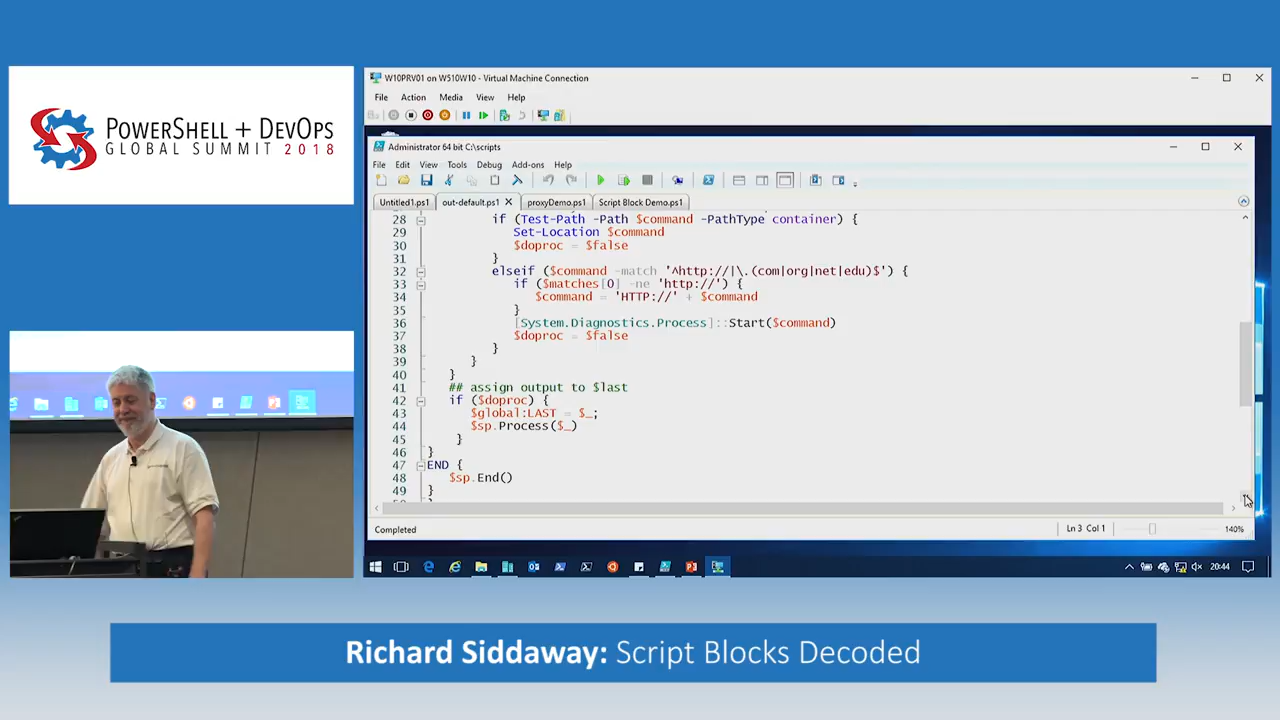 POWERSHELL + DEVOPS
GLOBAL SUMMIT 2018
W10PRV01 on W510W10 - Virtual Machine Connection
File Action Media View Help
Administrator 64 bit C:\scripts
File Edit View Tools Debug Add-ons Help
Untitled1.ps1 out-default.ps1 proxyDemo.ps1 Script Block Demo.ps1
28 if (Test-Path -Path $command -PathType container) {
29 Set-Location $command
30 $doproc = $false
31 }
32 elseif ($command -match '^http://|\.(com|org|net|edu)$') {
33 if ($matches[0] -ne 'http://') {
34 $command = 'HTTP://' + $command
35 }
36 [System.Diagnostics.Process]::Start($command)
37 $doproc = $false
38 }
39 }
40 }
41 ## assign output to $last
42 if ($doproc) {
43 $global:LAST = $_;
44 $sp.Process($_)
45 }
46 }
47 END {
48 $sp.End()
49 }
Completed
Ln 3 Col 1
140%
20:44
Richard Siddaway: Script Blocks Decoded